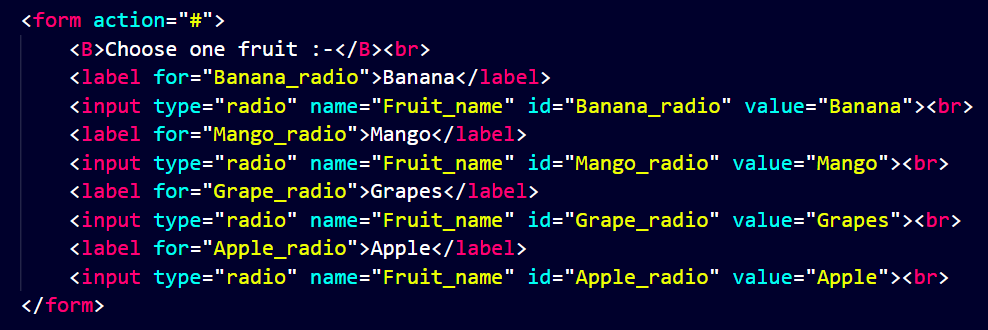 <form action="#">
<B>Choose one fruit :-</B><br>
<label for="Banana_radio">Banana</label>
<input type="radio" name="Fruit_name" id="Banana_radio" value="Banana"><br>
<label for="Mango_radio">Mango</label>
<input type="radio" name="Fruit_name" id="Mango_radio" value="Mango"><br>
<label for="Grape_radio">Grapes</label>
<input type="radio" name="Fruit_name" id="Grape_radio" value="Grapes"><br>
<label for="Apple_radio">Apple</label>
<input type="radio" name="Fruit_name" id="Apple_radio" value="Apple"><br>
</form>